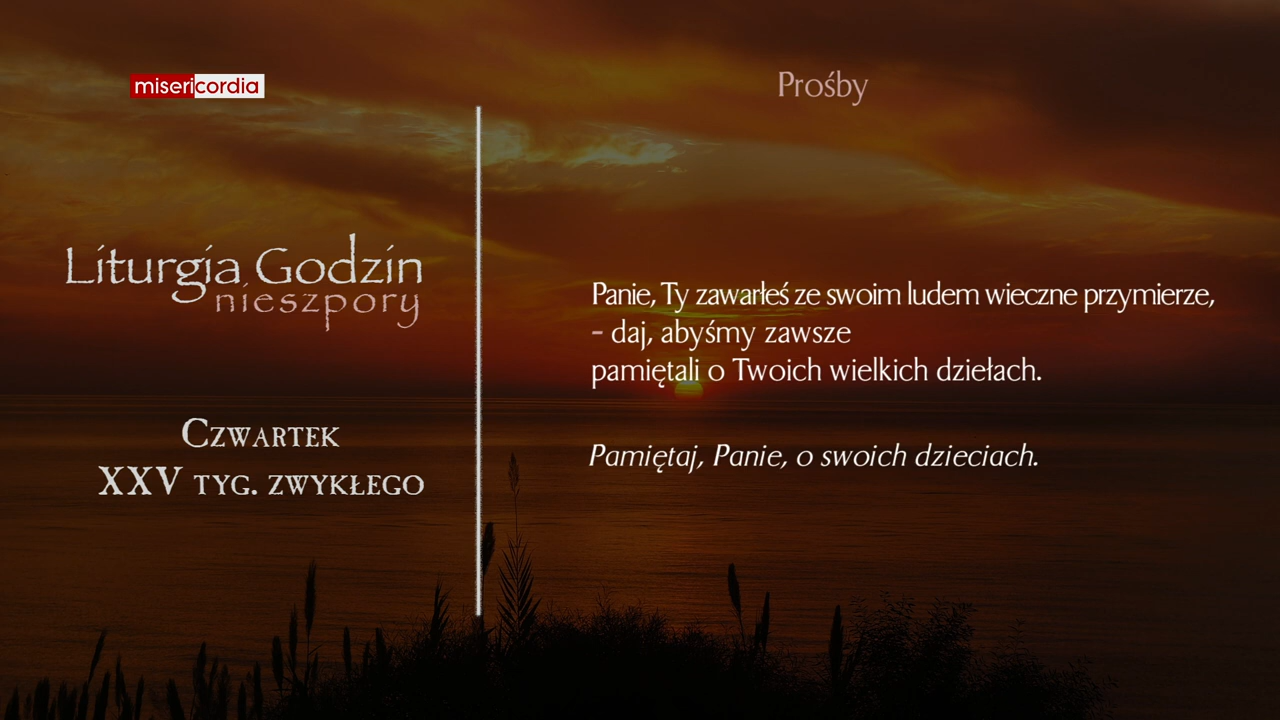 misericordia
Prośby
Liturgia Godzin
nieszpory
Czwartek
XXV tyg. zwykłego
Panie, Ty zawarłeś ze swoim ludem wieczne przymierze,
- daj, abyśmy zawsze
pamiętali o Twoich wielkich dziełach.
Pamiętaj, Panie, o swoich dzieciach.